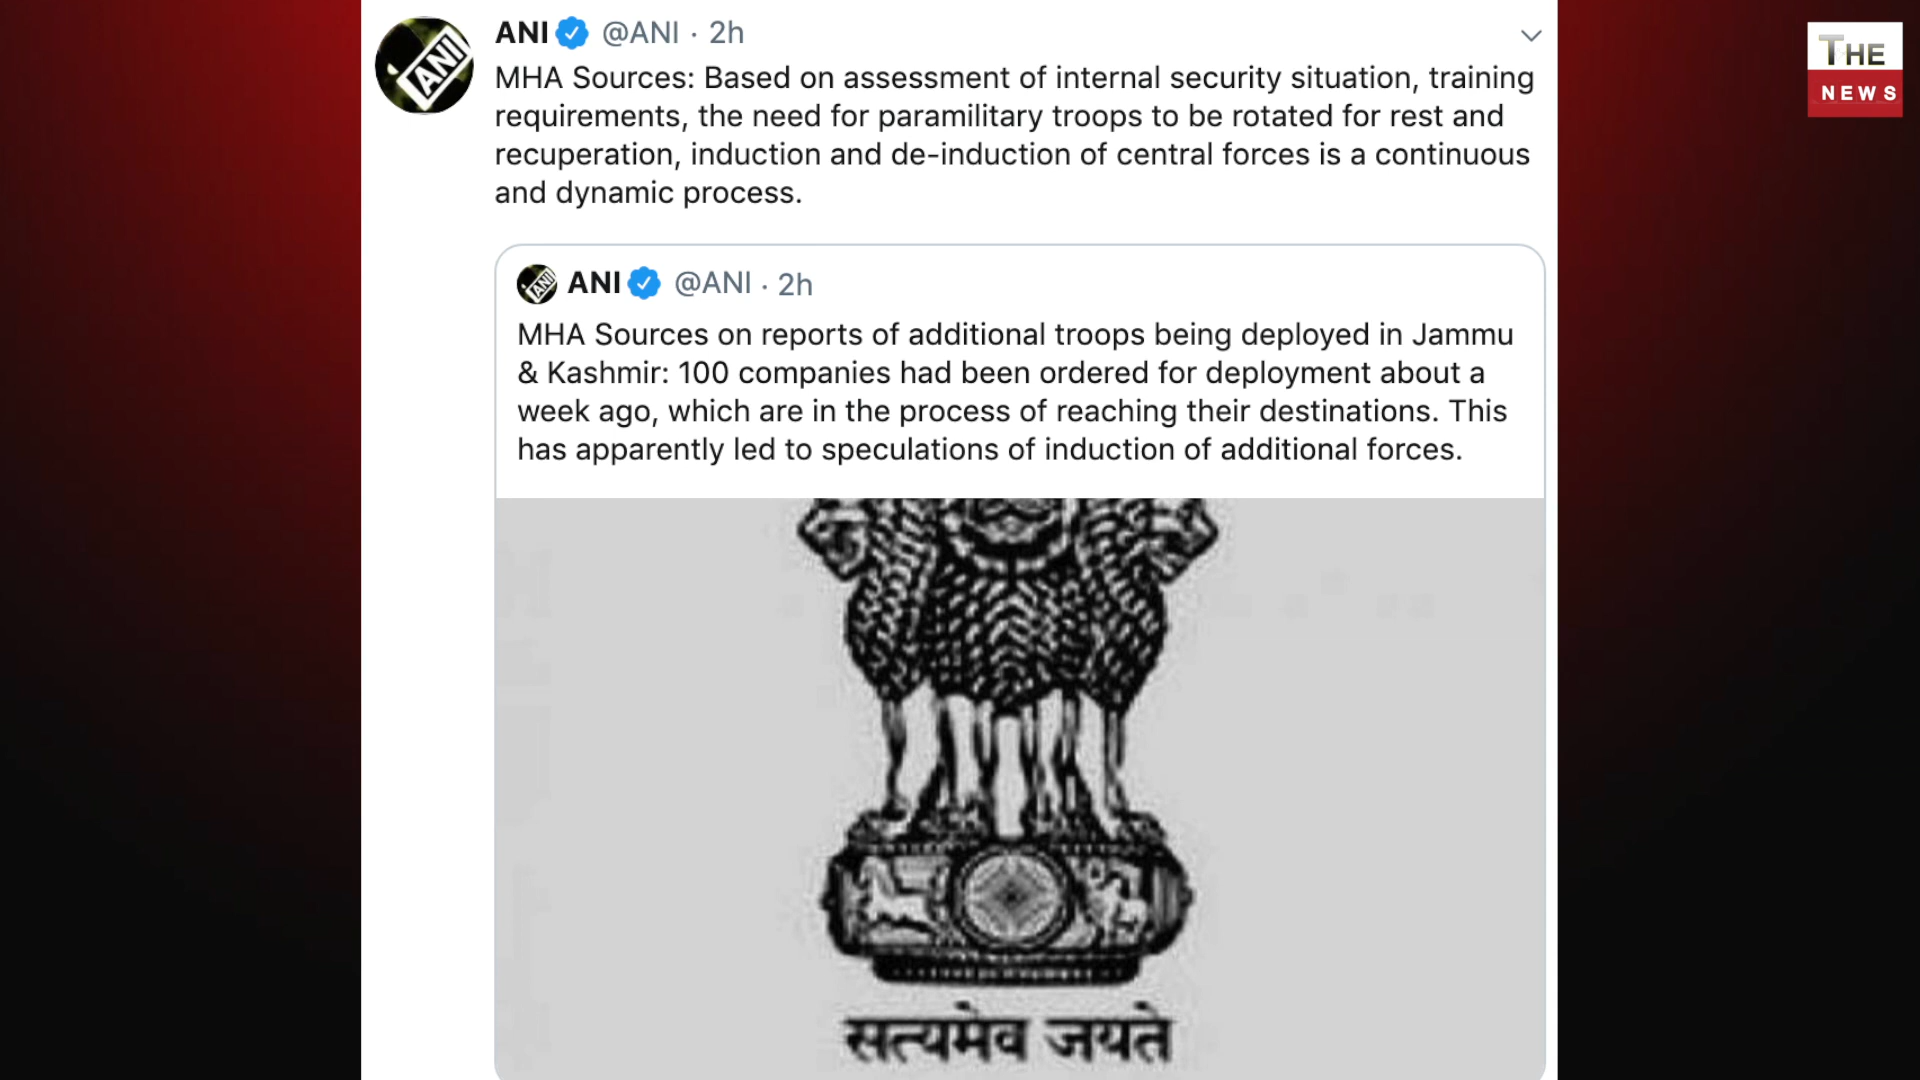 ANI @ANI · 2h
MHA Sources: Based on assessment of internal security situation, training
requirements, the need for paramilitary troops to be rotated for rest and
recuperation, induction and de-induction of central forces is a continuous
and dynamic process.
ANI @ANI · 2h
MHA Sources on reports of additional troops being deployed in Jammu
& Kashmir: 100 companies had been ordered for deployment about a
week ago, which are in the process of reaching their destinations. This
has apparently led to speculations of induction of additional forces.
सत्यमेव जयते
THE
NEWS
ANI
ANI